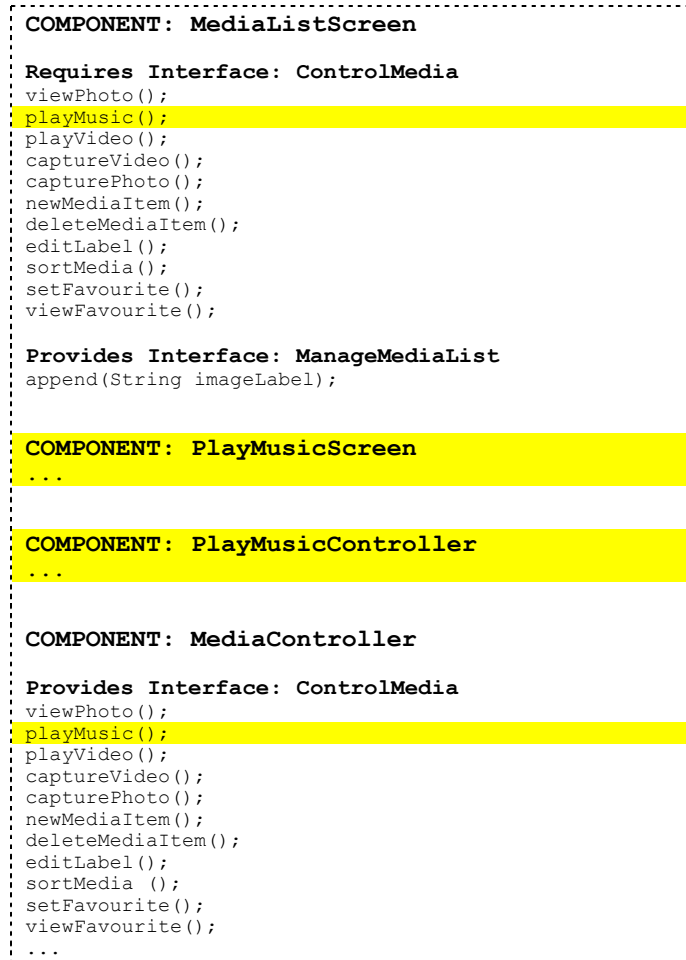 COMPONENT: MediaListScreen
Requires Interface: ControlMedia
viewPhoto();
playMusic();
playVideo();
captureVideo();
capturePhoto();
newMediaItem();
deleteMediaItem();
editLabel();
sortMedia();
setFavourite();
viewFavourite();
Provides Interface: ManageMediaList
append(String imageLabel);
COMPONENT: PlayMusicScreen
...
COMPONENT: PlayMusicController
...
COMPONENT: MediaController
Provides Interface: ControlMedia
viewPhoto();
playMusic();
playVideo();
captureVideo();
capturePhoto();
newMediaItem();
deleteMediaItem();
editLabel();
sortMedia ();
setFavourite();
viewFavourite();
...